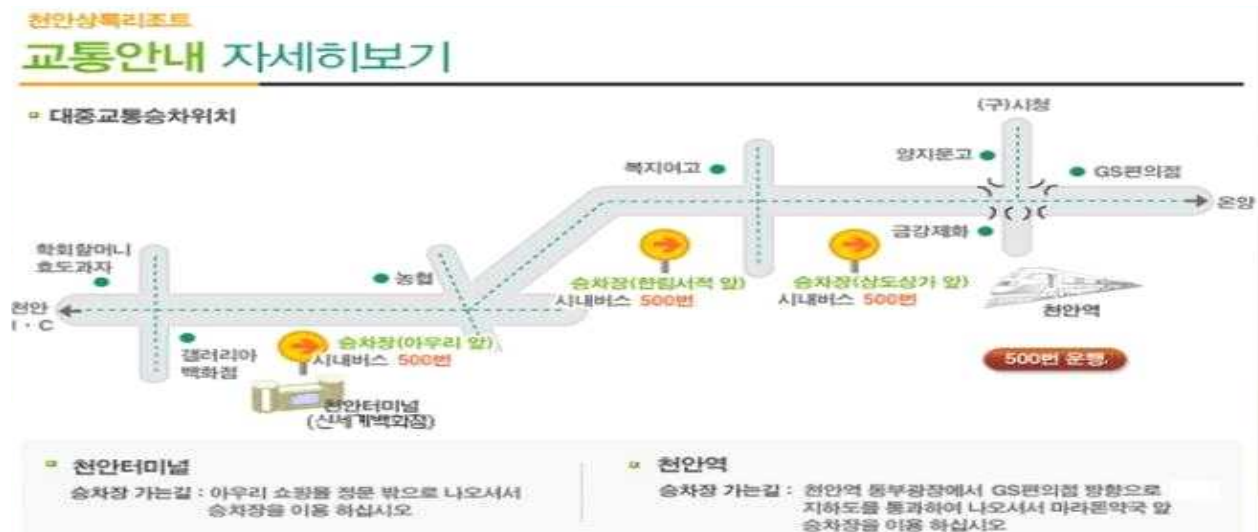 천안상록리조트
교통안내 자세히보기
대중교통승차위치
(구)시청
양지문고
복지여고
GS편의점
온양
학화할머니
효도과자
농협
금강제화
승차장(한림서적 앞)
시내버스 500번
승차장(상도상가 앞)
시내버스 500번
천안역
천안
I·C
갤러리아
백화점
승차장(아우리 앞)
시내버스 500번
500번 운행.
천안터미널
(신세계백화점)
천안터미널
승차장 가는길 : 아우리 쇼핑몰 정문 밖으로 나오셔서
승차장을 이용 하십시오
천안역
승차장 가는길 : 천안역 동부광장에서 GS편의점 방향으로
지하도를 통과하여 나오셔서 마라톤약국 앞
승차장을 이용 하십시오